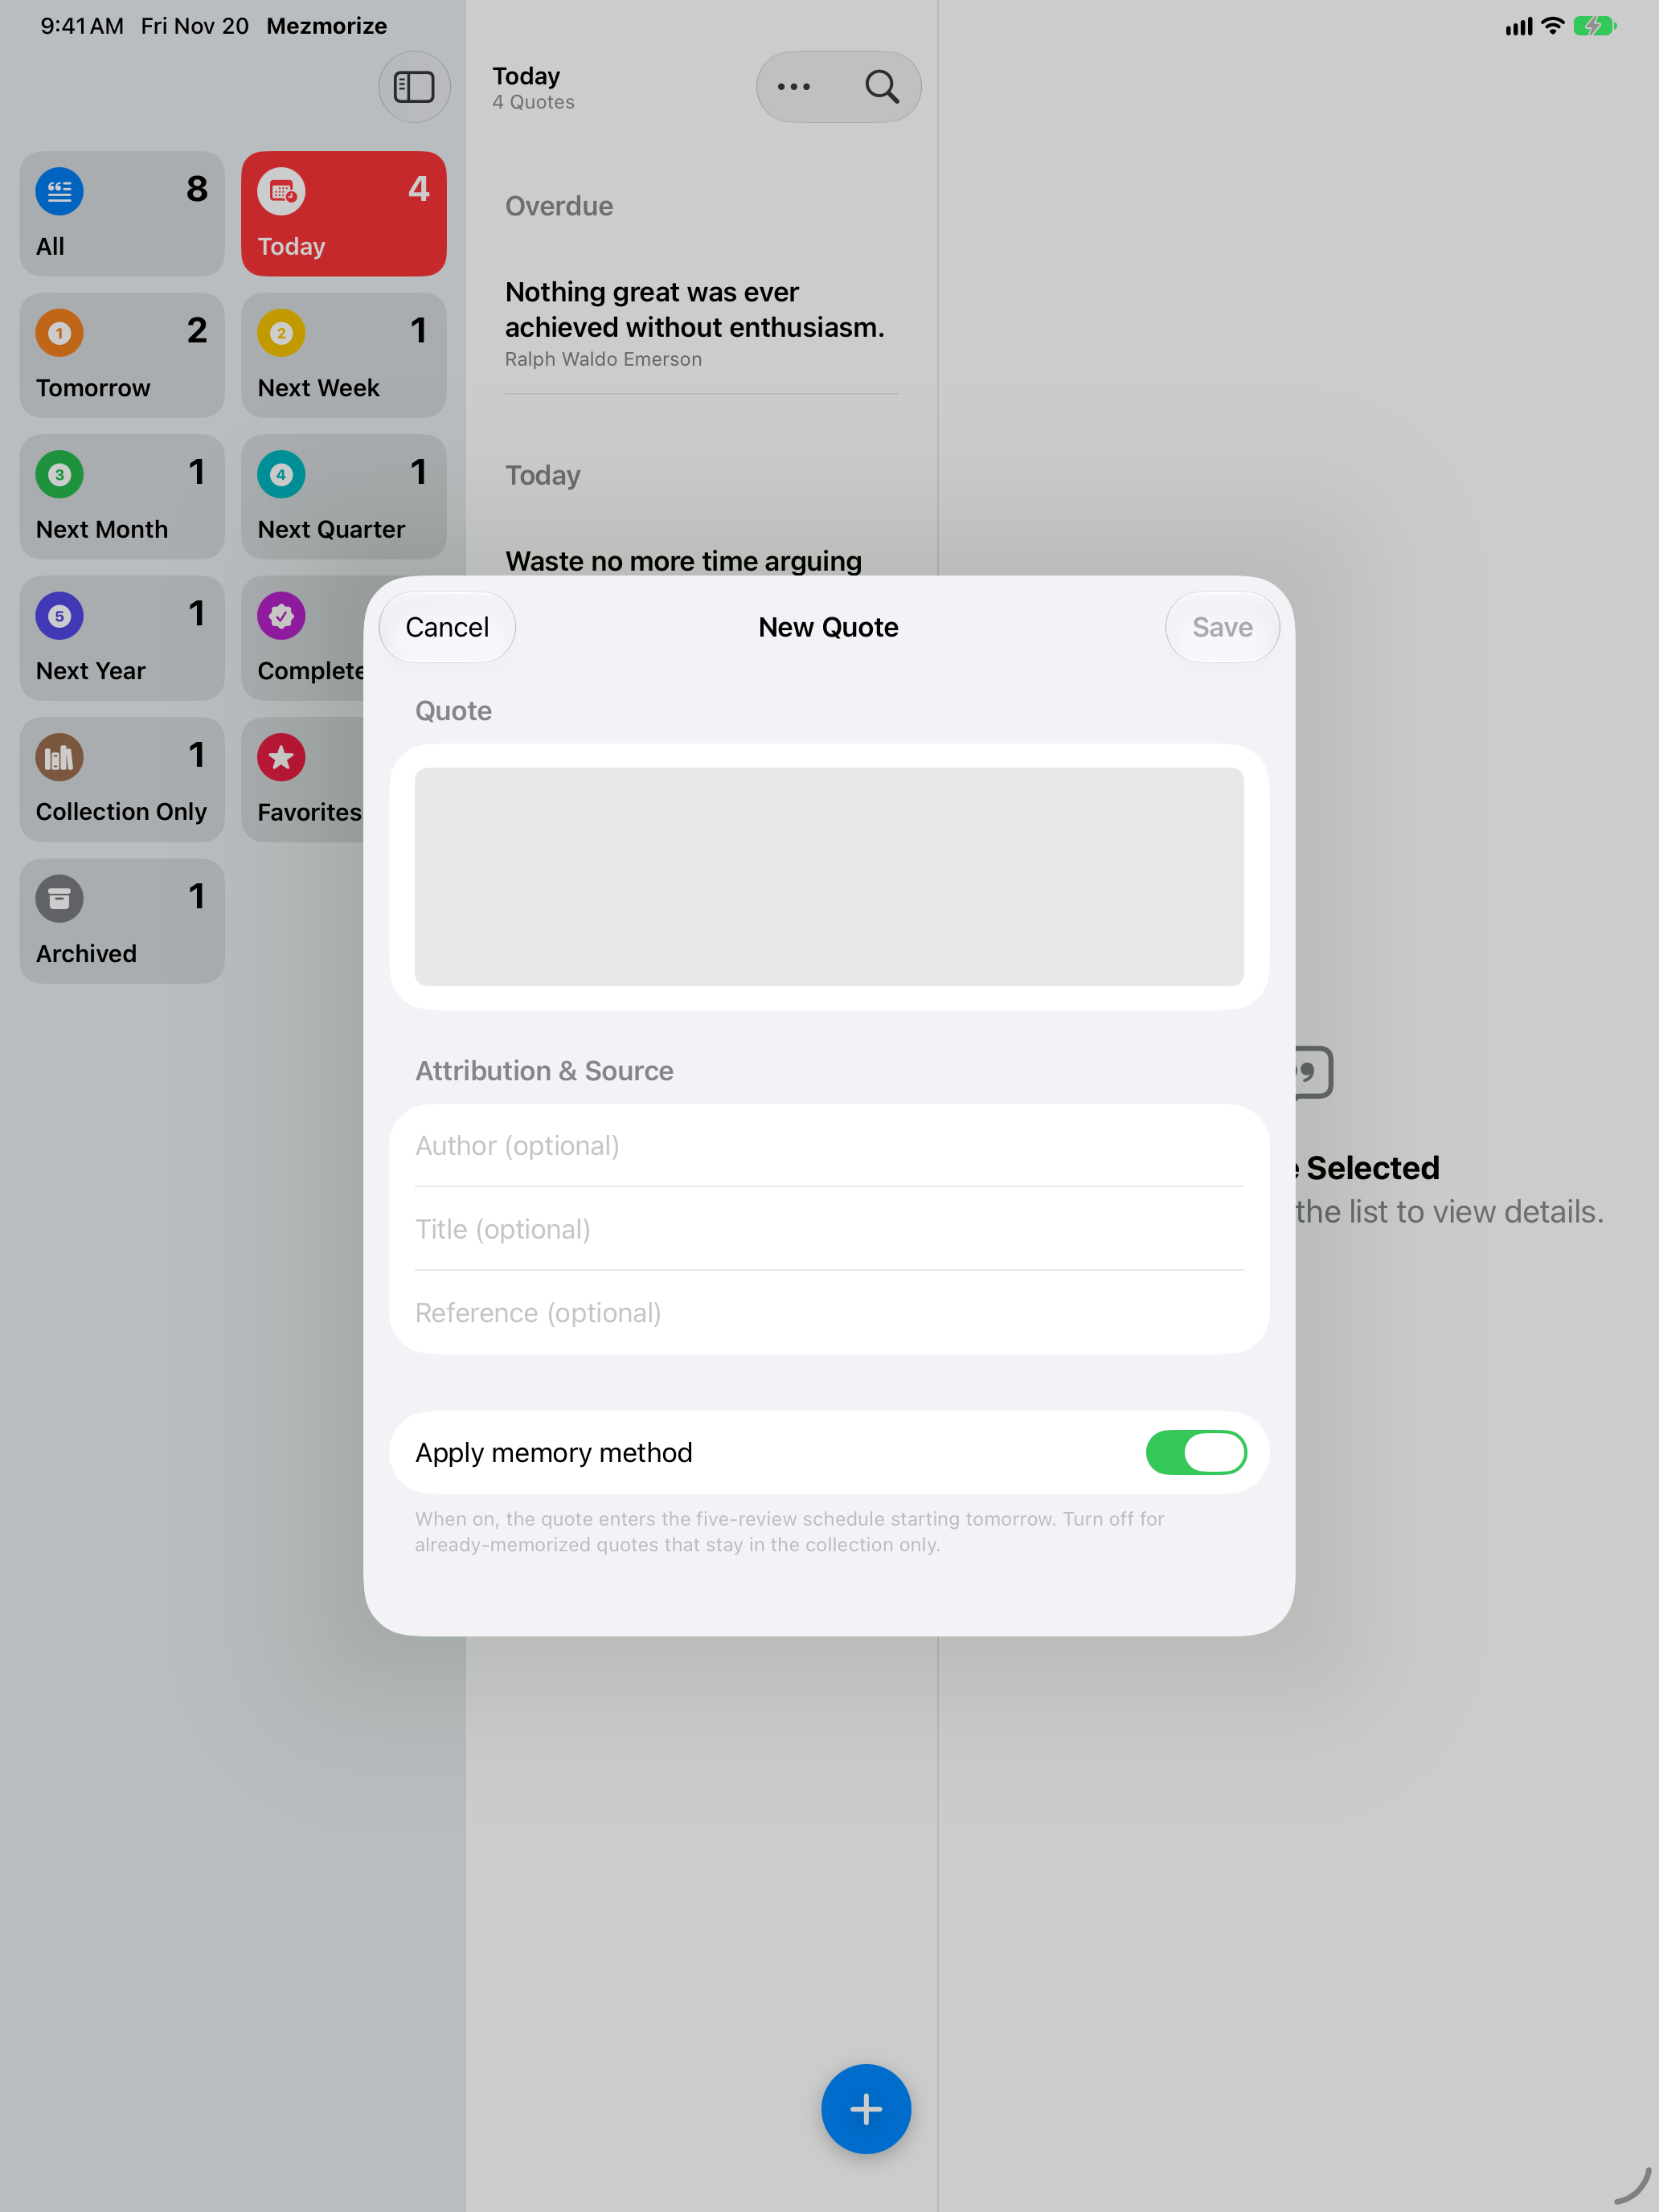 9:41 AM Fri Nov 20 Mezmorize
8
All
4
Today
1
2
Tomorrow
2
1
Next Week
3
1
Next Month
4
1
Next Quarter
5
1
Next Year
Complete
1
Collection Only
Favorites
1
Archived
Today
4 Quotes
Overdue
Nothing great was ever
achieved without enthusiasm.
Ralph Waldo Emerson
Today
Waste no more time arguing
Cancel
New Quote
Save
Quote
Attribution & Source
Author (optional)
Title (optional)
Reference (optional)
Apply memory method
When on, the quote enters the five-review schedule starting tomorrow. Turn off for
already-memorized quotes that stay in the collection only.
Selected
the list to view details.